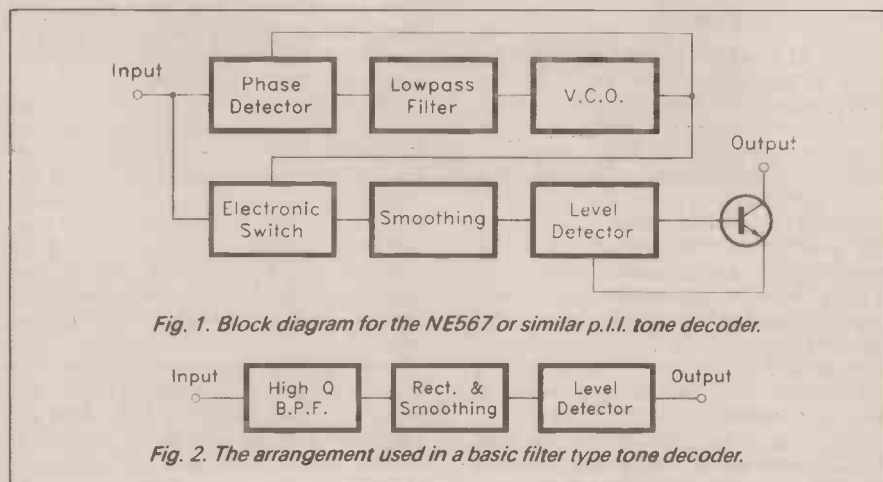 Input
Phase
Detector
Lowpass
Filter
V.C.O.
Output
Electronic
Switch
Smoothing
Level
Detector
Fig. 1. Block diagram for the NE567 or similar p.l.l. tone decoder.
Input
High Q
B.P.F.
Rect. &
Smoothing
Level
Detector
Output
Fig. 2. The arrangement used in a basic filter type tone decoder.